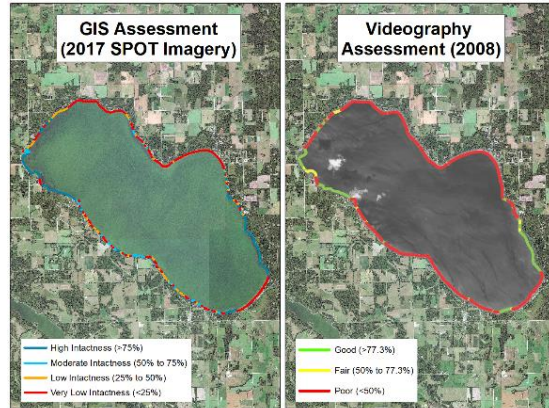 GIS Assessment
(2017 SPOT Imagery)
High Intactness (>75%)
Moderate Intactness (50% to 75%)
Low Intactness (25% to 50%)
Very Low Intactness (<25%)
Videography
Assessment (2008)
Good (>77.3%)
Fair (50% to 77.3%)
Poor (<50%)